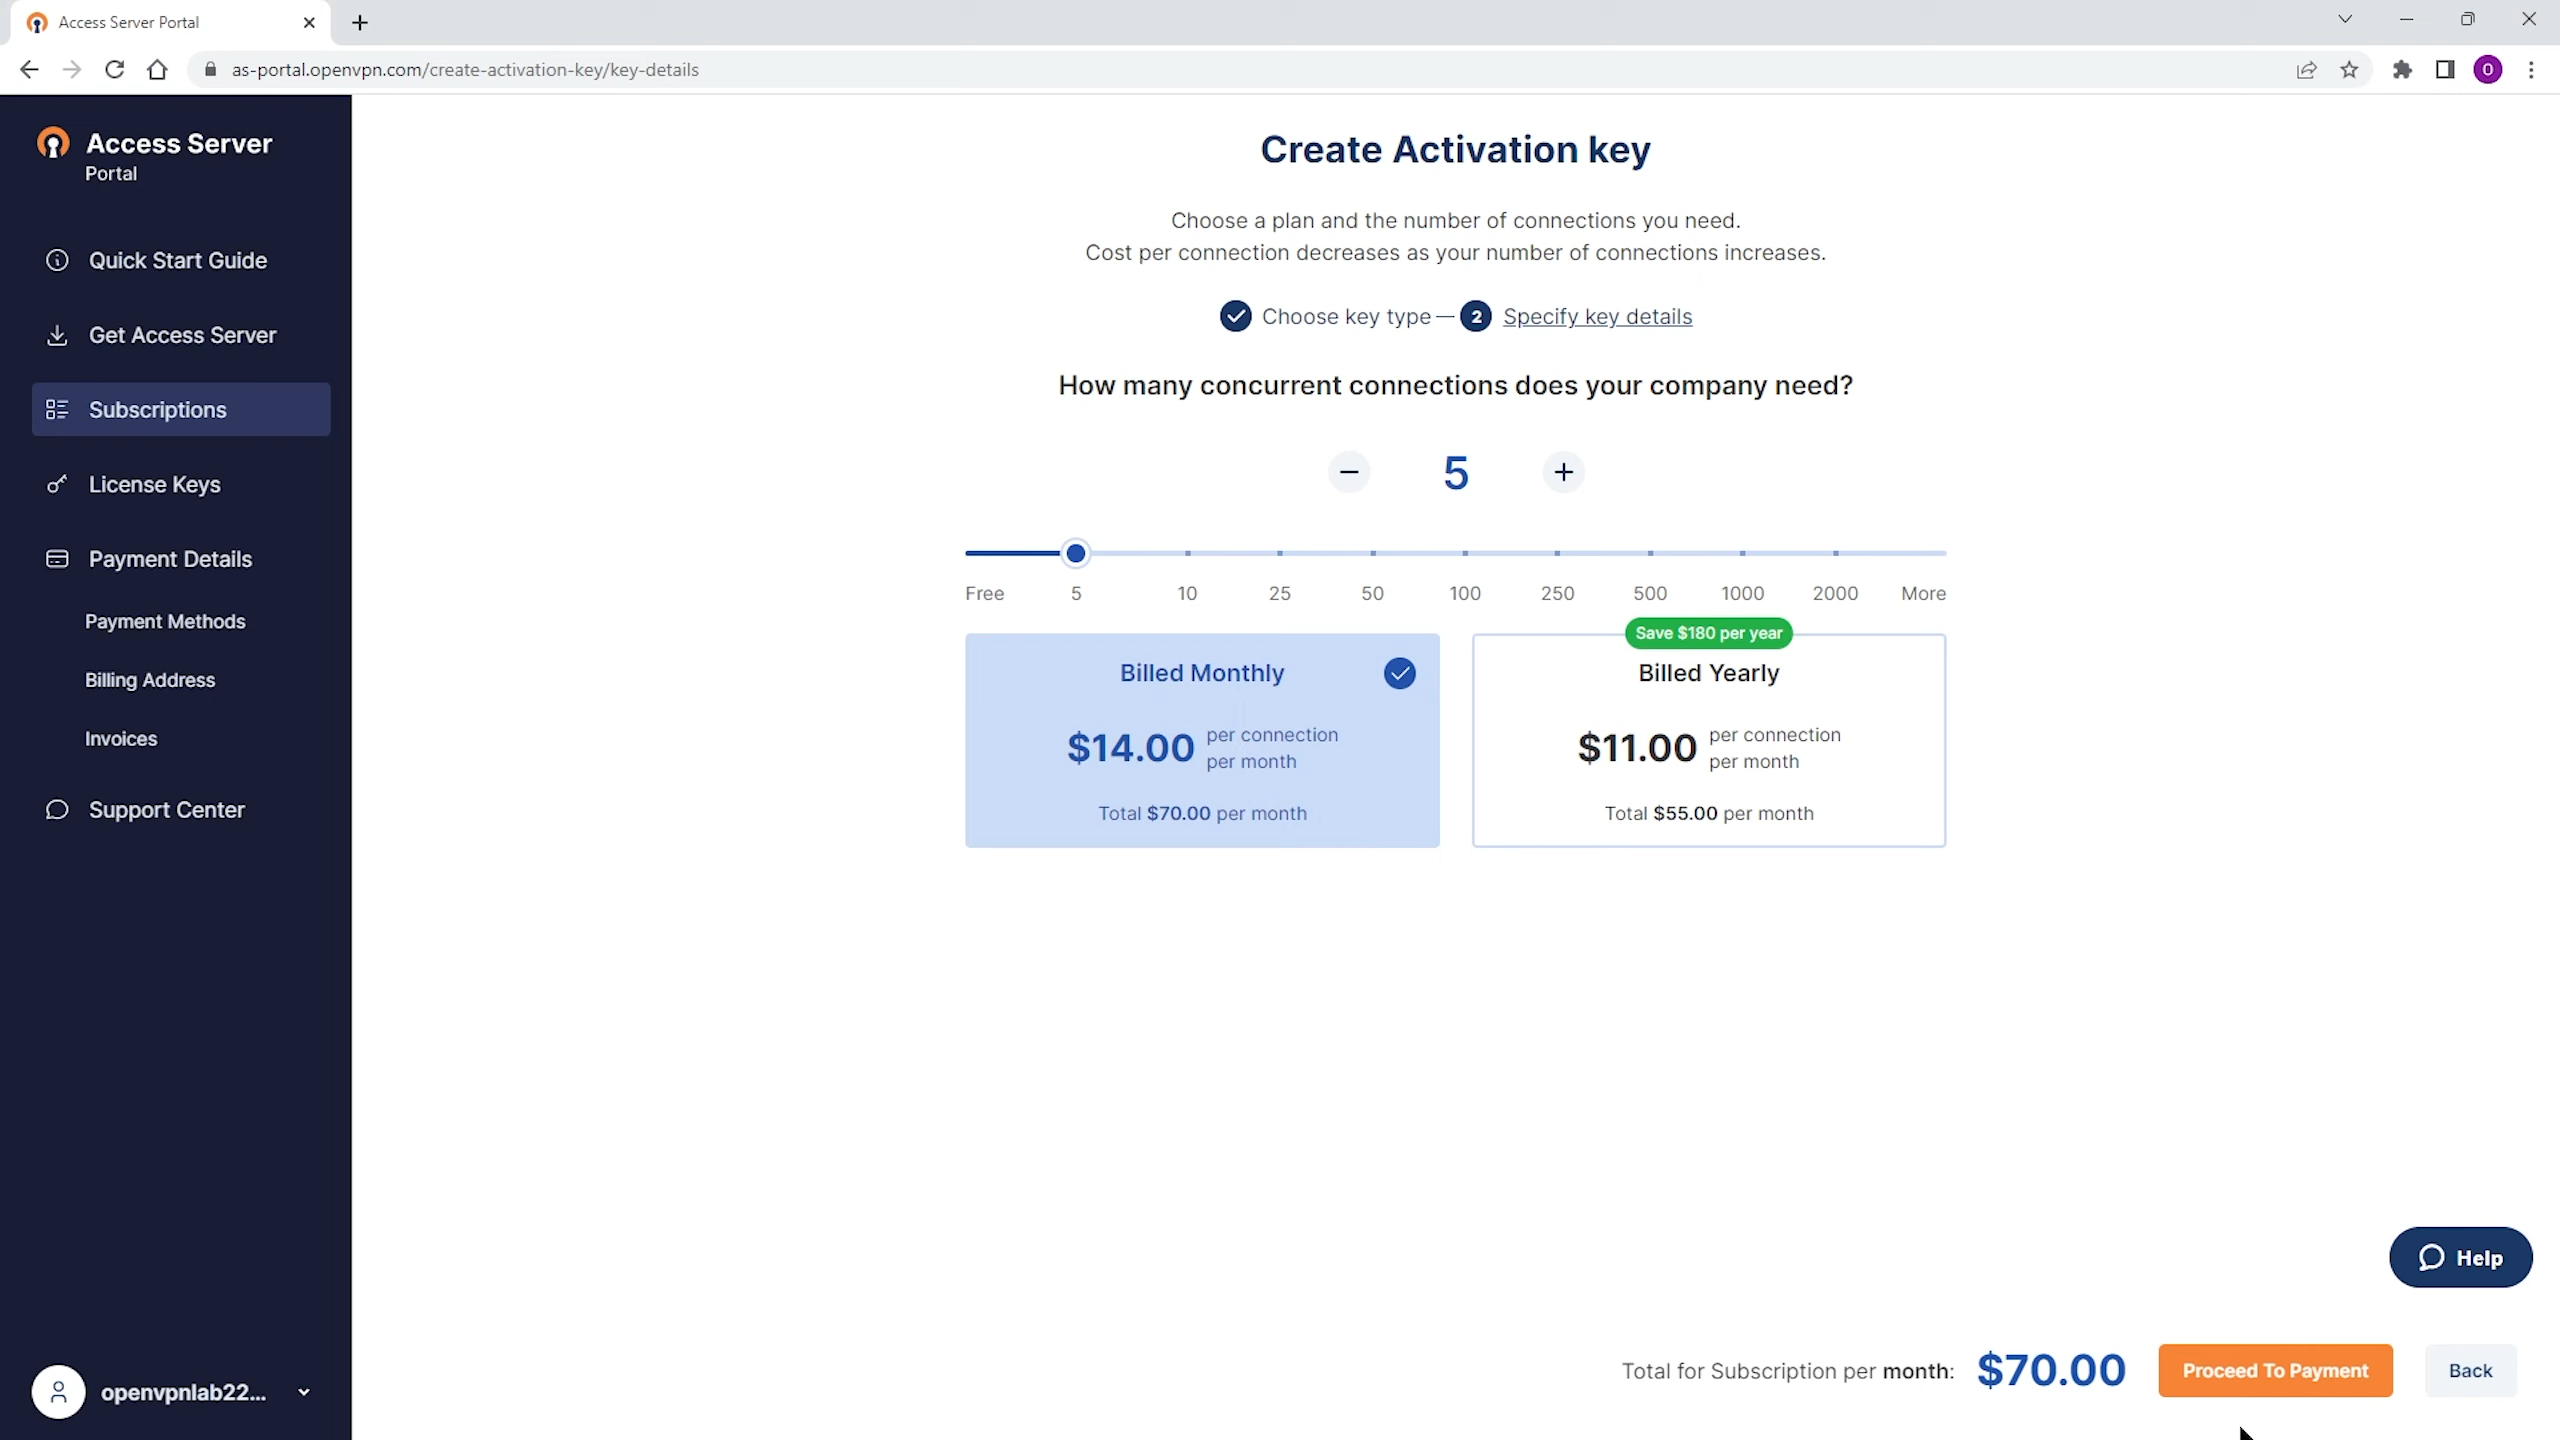 Access Server Portal
as-portal.openvpn.com/create-activation-key/key-details
O
Access Server
Portal
Quick Start Guide
Get Access Server
Subscriptions
License Keys
Payment Details
Payment Methods
Billing Address
Invoices
Support Center
openvpnlab22...
Create Activation key
Choose a plan and the number of connections you need.
Cost per connection decreases as your number of connections increases.
Choose key type — 2 Specify key details
How many concurrent connections does your company need?
− 5 +
Free 5 10 25 50 100 250 500 1000 2000 More
Save $180 per year
Billed Monthly
$14.00 per connection
per month
Total $70.00 per month
Billed Yearly
$11.00 per connection
per month
Total $55.00 per month
Help
Total for Subscription per month: $70.00 Proceed To Payment Back